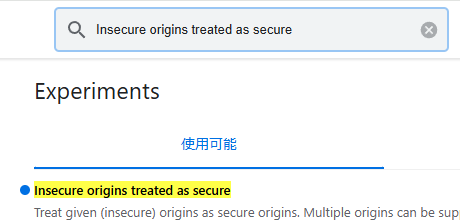 Insecure origins treated as secure
Experiments
使用可能
Insecure origins treated as secure
Treat given (insecure) origins as secure origins. Multiple origins can be